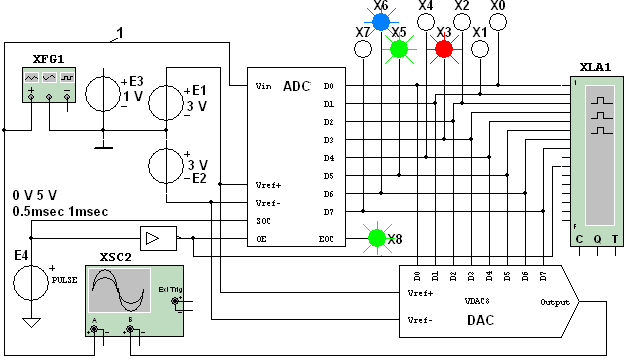 X6 X4 X2 X0
X7 X5 X3 X1
1
XFG1
+ −
+ E3
1 V
−
+ E1
3 V
−
+
3 V
− E2
Vin ADC D0
D1
D2
D3
D4
D5
D6
D7
Vref+
Vref-
SOC
OE EOC
X8
XLA1
1
F
C Q T
0 V 5 V
0.5msec 1msec
E4
+
PULSE
XSC2
Ext Trig
+
−
A B
+ − + −
D0 D1 D2 D3 D4 D5 D6 D7
Vref+
VDAC8 Output
Vref- DAC